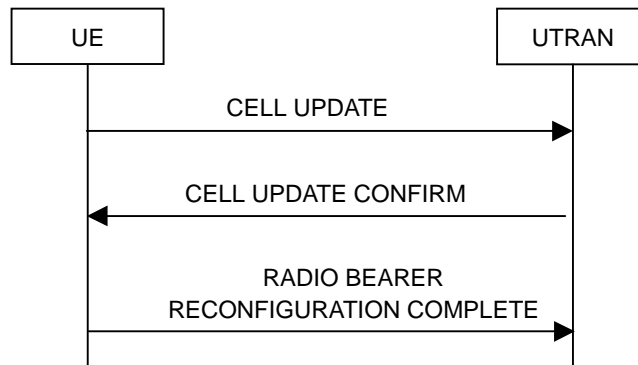 UE
UTRAN
CELL UPDATE
CELL UPDATE CONFIRM
RADIO BEARER
RECONFIGURATION COMPLETE